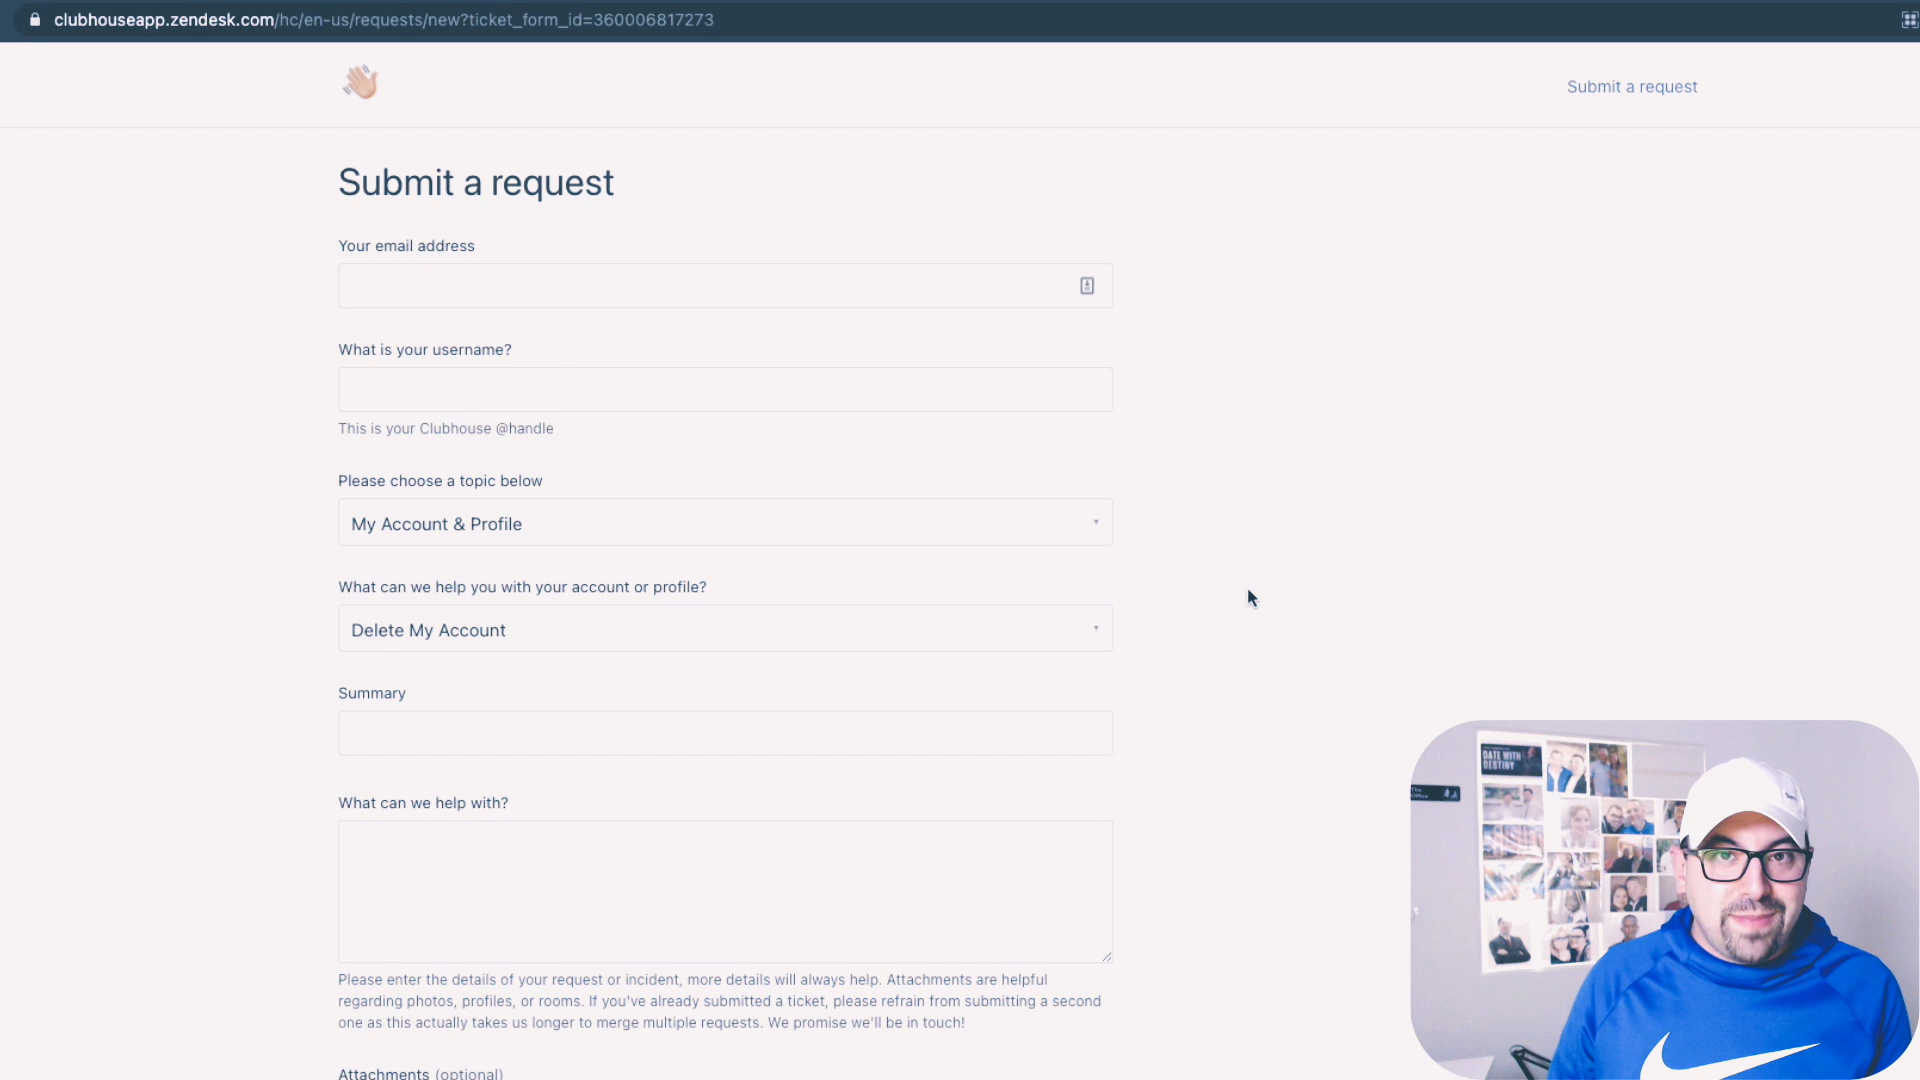 clubhouseapp.zendesk.com/hc/en-us/requests/new?ticket_form_id=360006817273
Submit a request
Submit a request
Your email address
What is your username?
This is your Clubhouse @handle
Please choose a topic below
My Account & Profile
What can we help you with your account or profile?
Delete My Account
Summary
What can we help with?
Please enter the details of your request or incident, more details will always help. Attachments are helpful
regarding photos, profiles, or rooms. If you've already submitted a ticket, please refrain from submitting a second
one as this actually takes us longer to merge multiple requests. We promise we'll be in touch!
Attachments (optional)
DATE WITH
DESTINY
The
Office